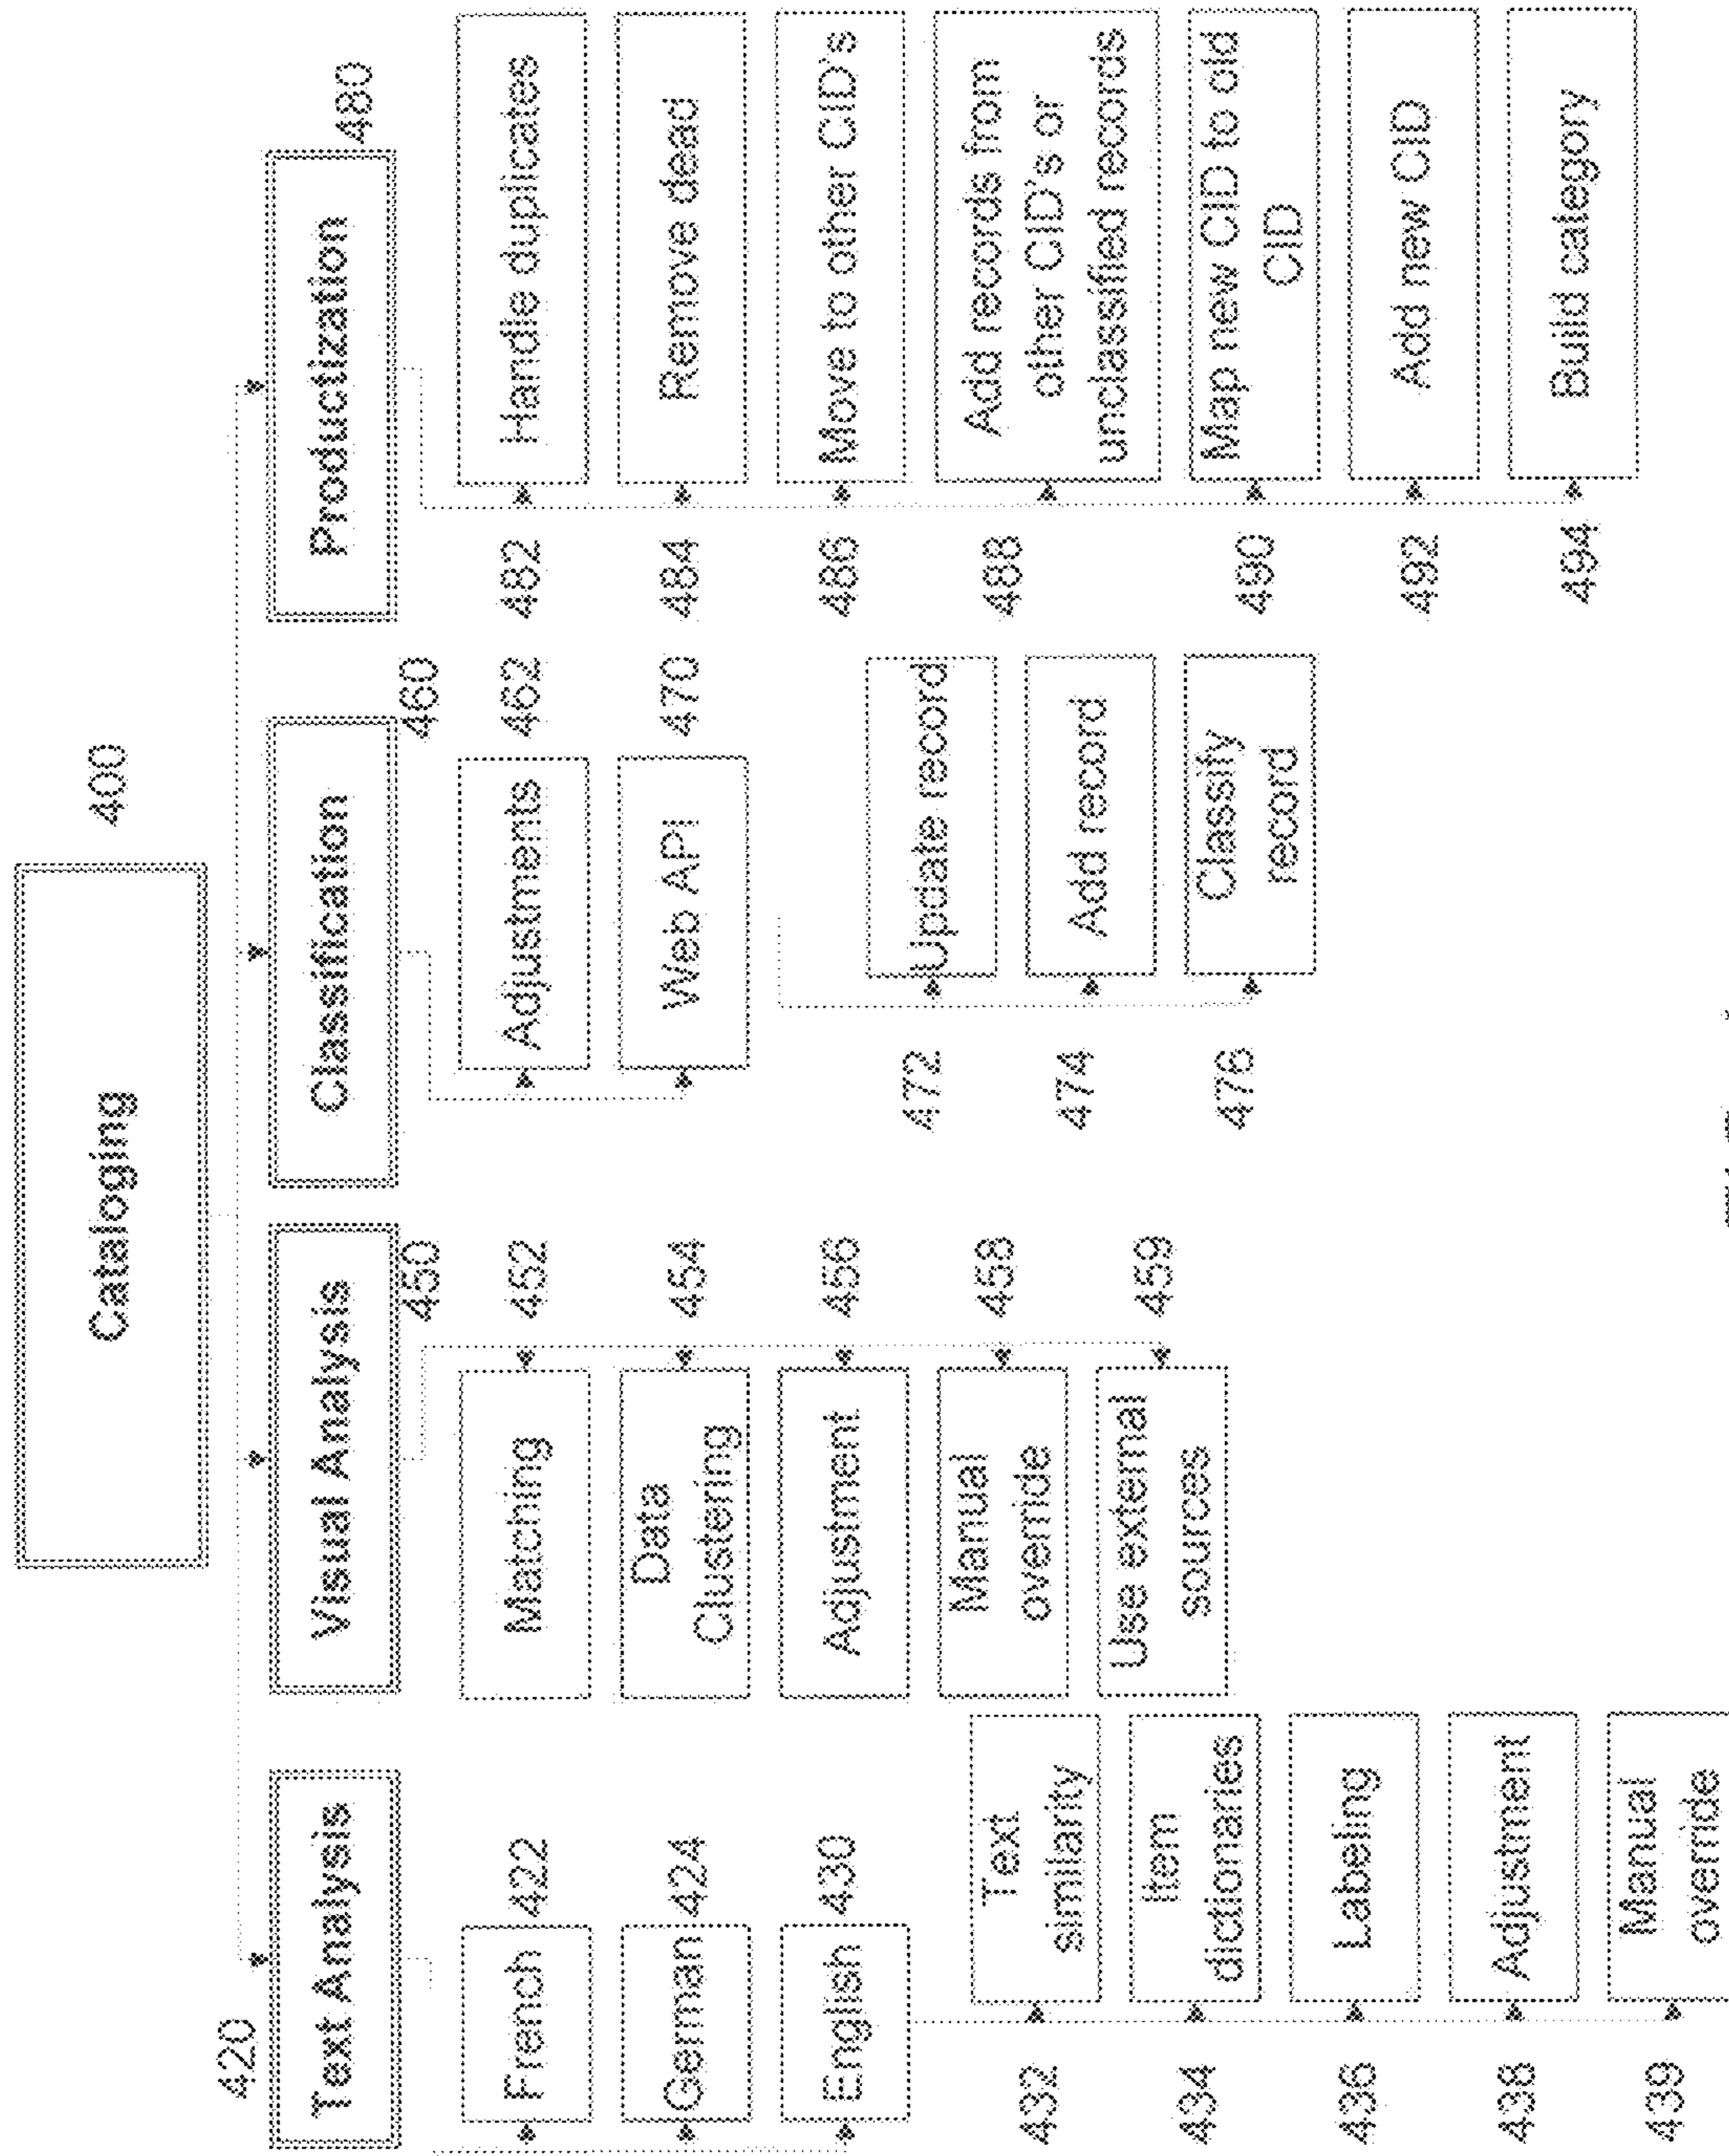 400
Cataloging
420
Text Analysis
French 422
German 424
English 430
432
Text
similarity
434
Item
dictionaries
436
Labeling
438
Adjustment
439
Manual
override
Visual Analysis
450
Matching 452
Data
Clustering
454
Adjustment 456
Manual
override
458
Use external
sources
459
Classification
460
Adjustments 462
Web API 470
472
Update record
474
Add record
476
Classify
record
Productization
480
482
Handle duplicates
484
Remove dead
486
Move to other CID's
488
Add records from
other CID's or
unclassified records
490
Map new CID to old
CID
492
Add new CID
494
Build category